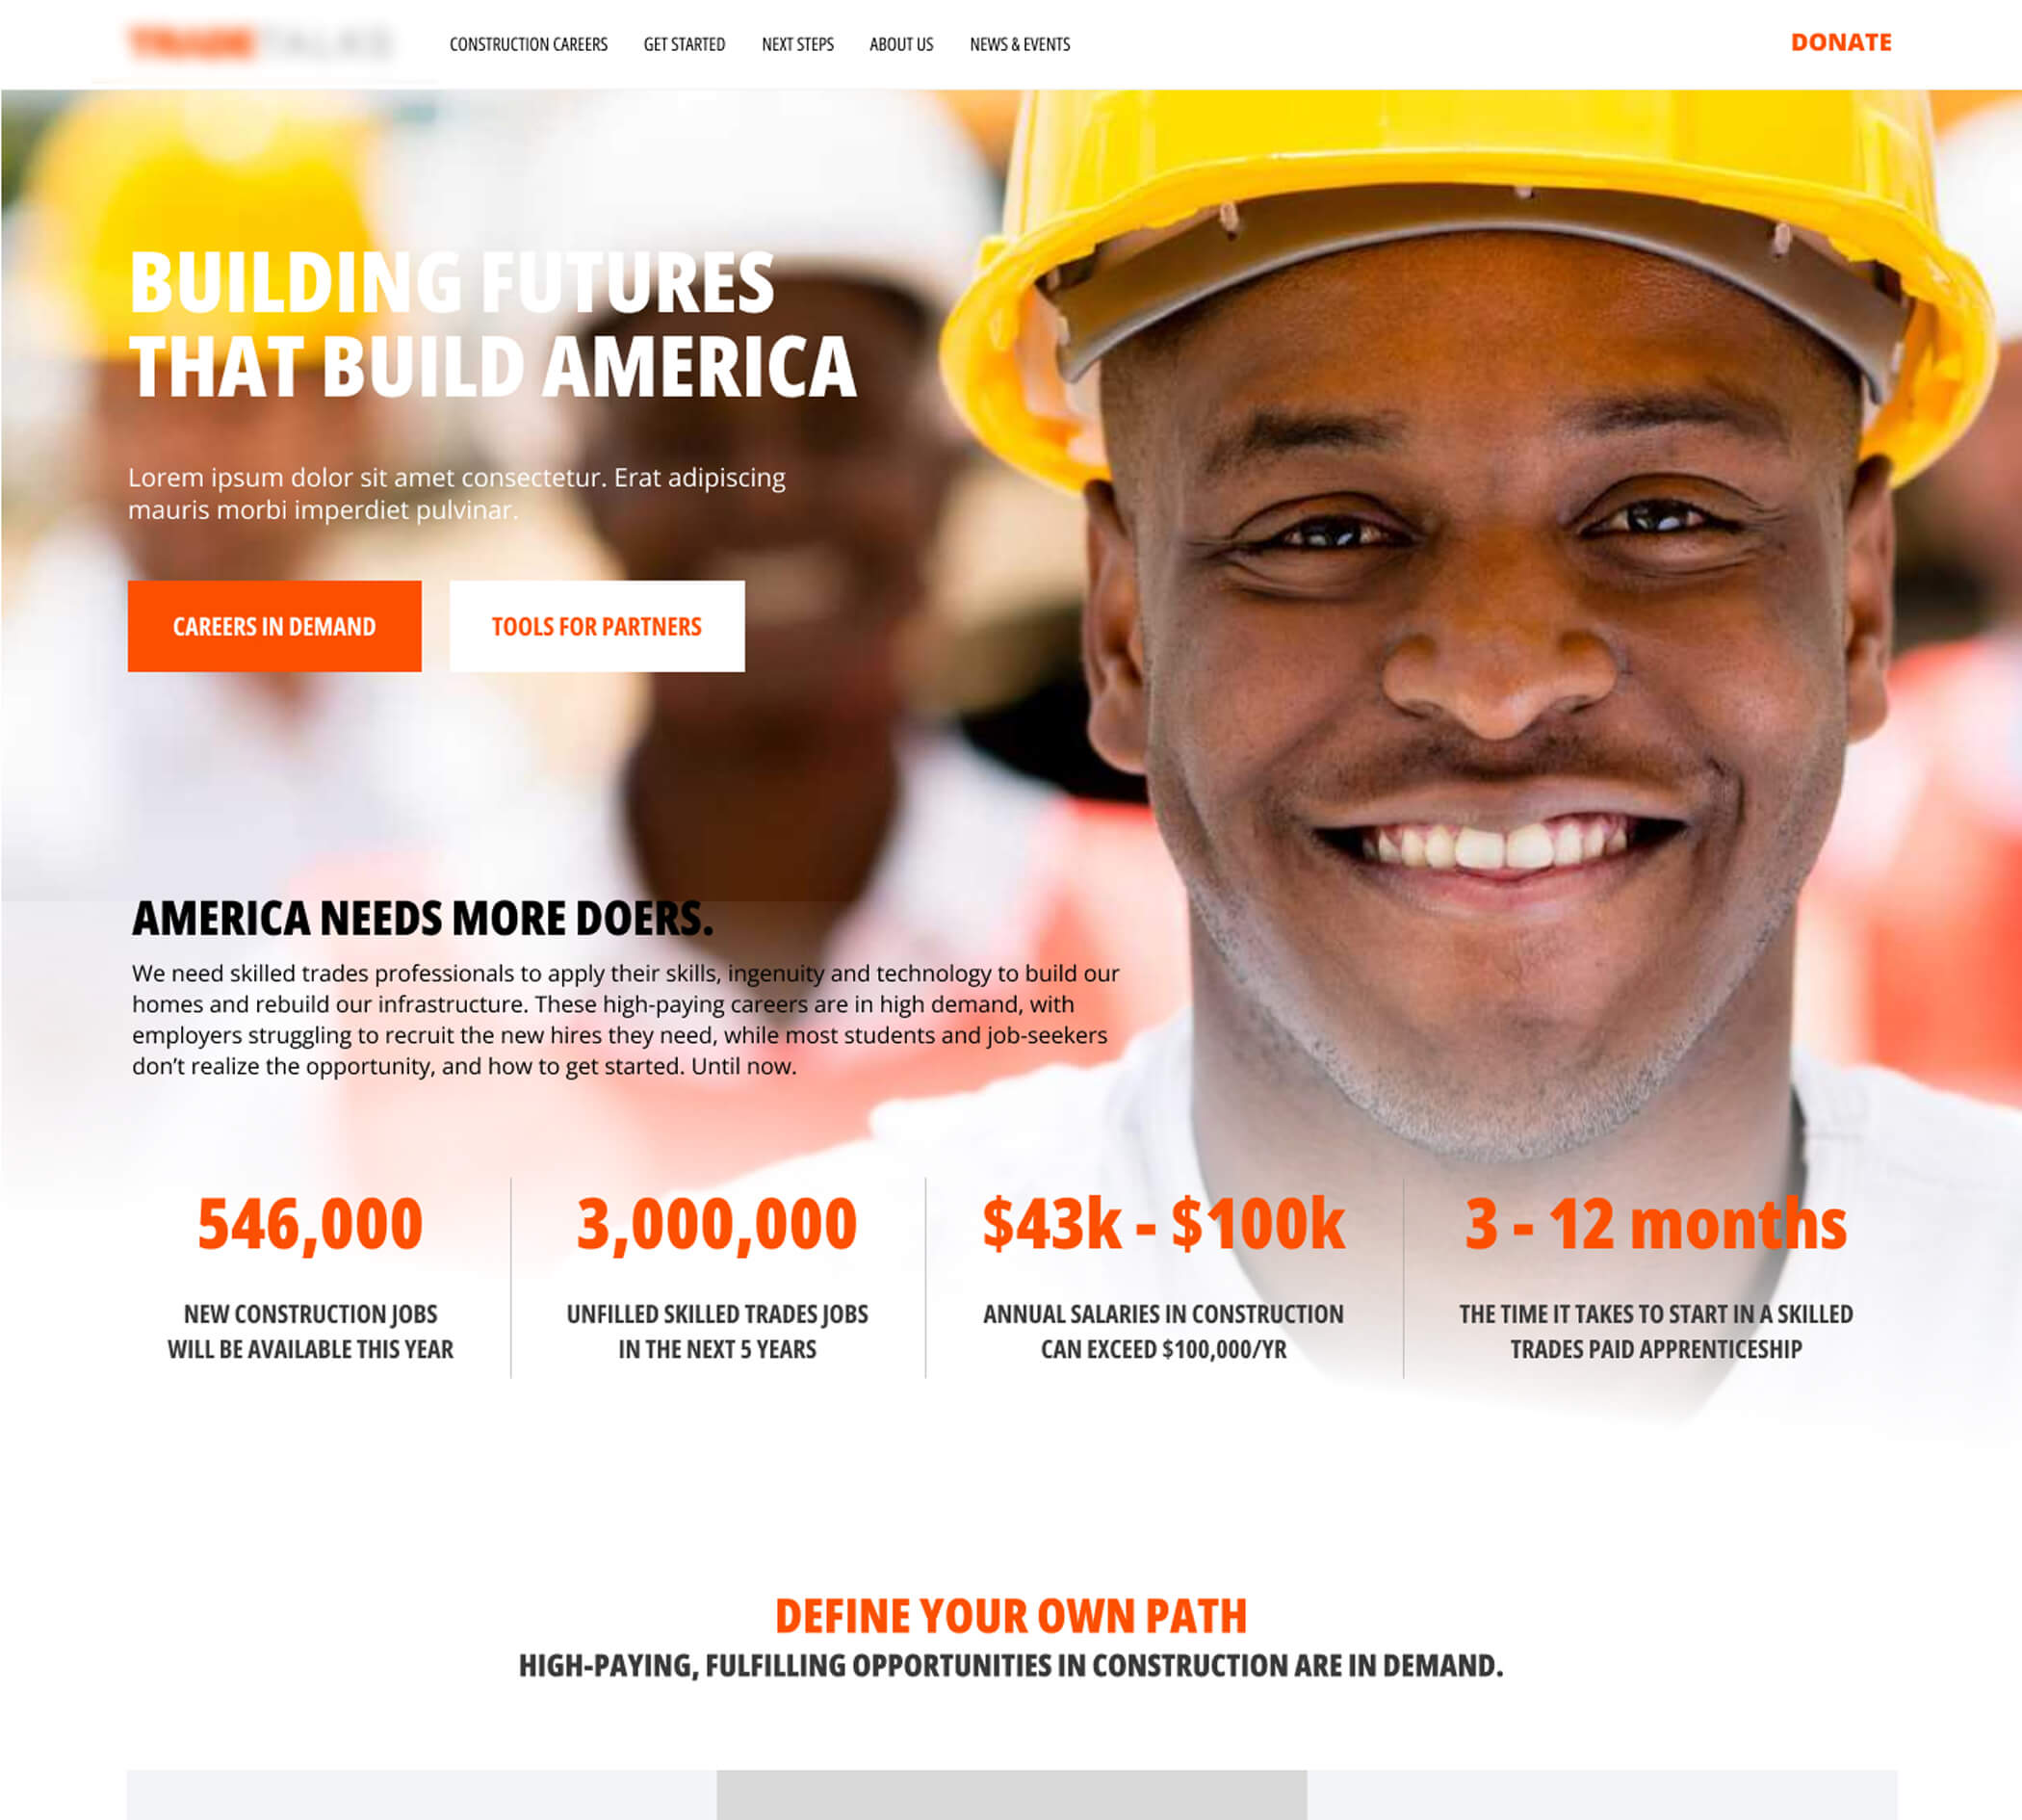 CONSTRUCTION CAREERS GET STARTED NEXT STEPS ABOUT US NEWS & EVENTS DONATE
BUILDING FUTURES
THAT BUILD AMERICA
Lorem ipsum dolor sit amet consectetur. Erat adipiscing
mauris morbi imperdiet pulvinar.
CAREERS IN DEMAND
TOOLS FOR PARTNERS
AMERICA NEEDS MORE DOERS.
We need skilled trades professionals to apply their skills, ingenuity and technology to build our
homes and rebuild our infrastructure. These high-paying careers are in high demand, with
employers struggling to recruit the new hires they need, while most students and job-seekers
don’t realize the opportunity, and how to get started. Until now.
546,000
NEW CONSTRUCTION JOBS
WILL BE AVAILABLE THIS YEAR
3,000,000
UNFILLED SKILLED TRADES JOBS
IN THE NEXT 5 YEARS
$43k - $100k
ANNUAL SALARIES IN CONSTRUCTION
CAN EXCEED $100,000/YR
3 - 12 months
THE TIME IT TAKES TO START IN A SKILLED
TRADES PAID APPRENTICESHIP
DEFINE YOUR OWN PATH
HIGH-PAYING, FULFILLING OPPORTUNITIES IN CONSTRUCTION ARE IN DEMAND.